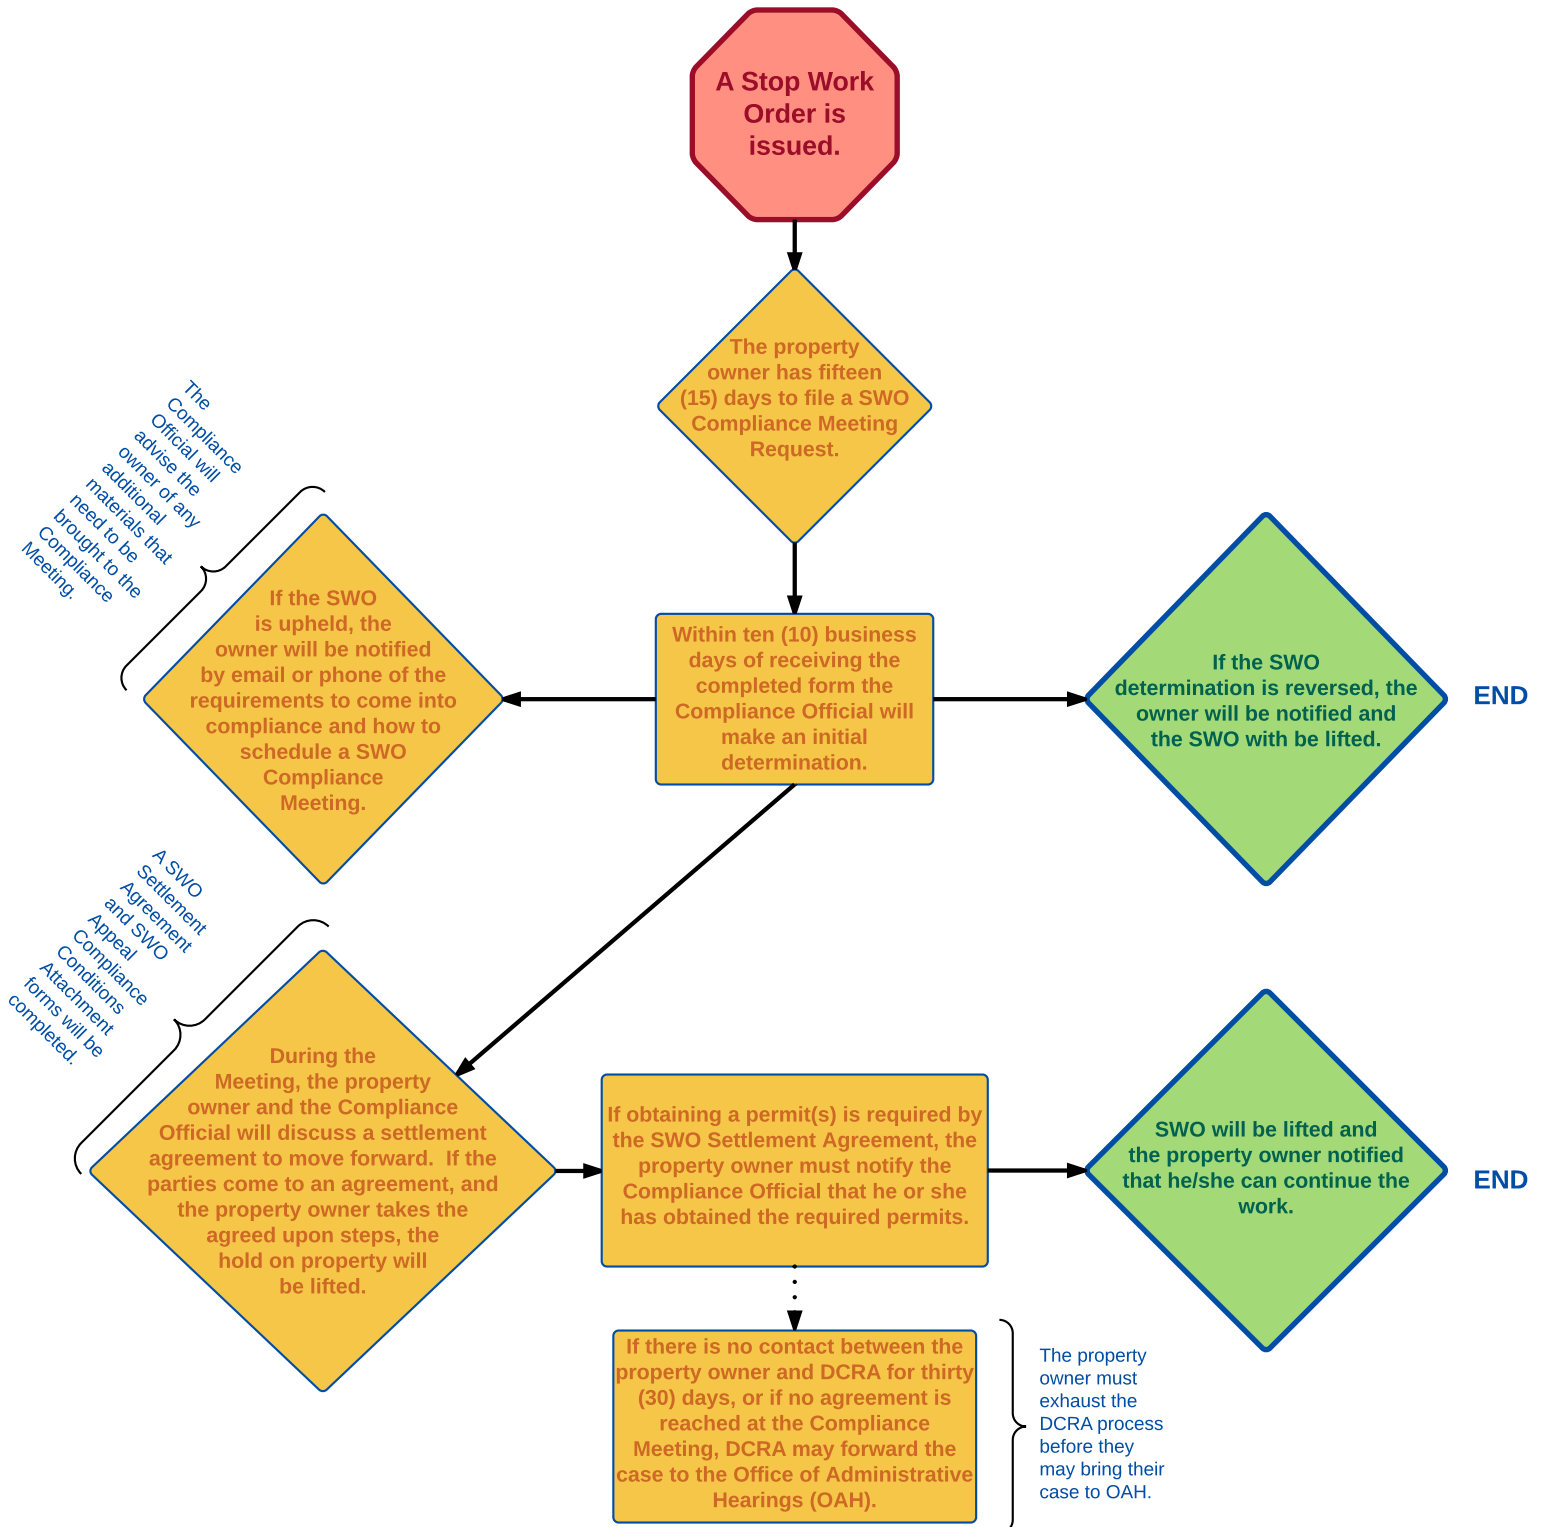 A Stop Work
Order is
issued.
The property
owner has fifteen
(15) days to file a SWO
Compliance Meeting
Request.
The
Compliance
Official will
advise the
owner of any
additional
materials that
need to be
brought to the
Compliance
Meeting.
If the SWO
is upheld, the
owner will be notified
by email or phone of the
requirements to come into
compliance and how to
schedule a SWO
Compliance
Meeting.
Within ten (10) business
days of receiving the
completed form the
Compliance Official will
make an initial
determination.
If the SWO
determination is reversed, the
owner will be notified and
the SWO with be lifted.
END
A SWO
Settlement
Agreement
and SWO
Appeal
Compliance
Conditions
Attachment
forms will be
completed.
During the
Meeting, the property
owner and the Compliance
Official will discuss a settlement
agreement to move forward.  If the
parties come to an agreement, and
the property owner takes the
agreed upon steps, the
hold on property will
be lifted.
If obtaining a permit(s) is required by
the SWO Settlement Agreement, the
property owner must notify the
Compliance Official that he or she
has obtained the required permits.
SWO will be lifted and
the property owner notified
that he/she can continue the
work.
END
If there is no contact between the
property owner and DCRA for thirty
(30) days, or if no agreement is
reached at the Compliance
Meeting, DCRA may forward the
case to the Office of Administrative
Hearings (OAH).
The property
owner must
exhaust the
DCRA process
before they
may bring their
case to OAH.